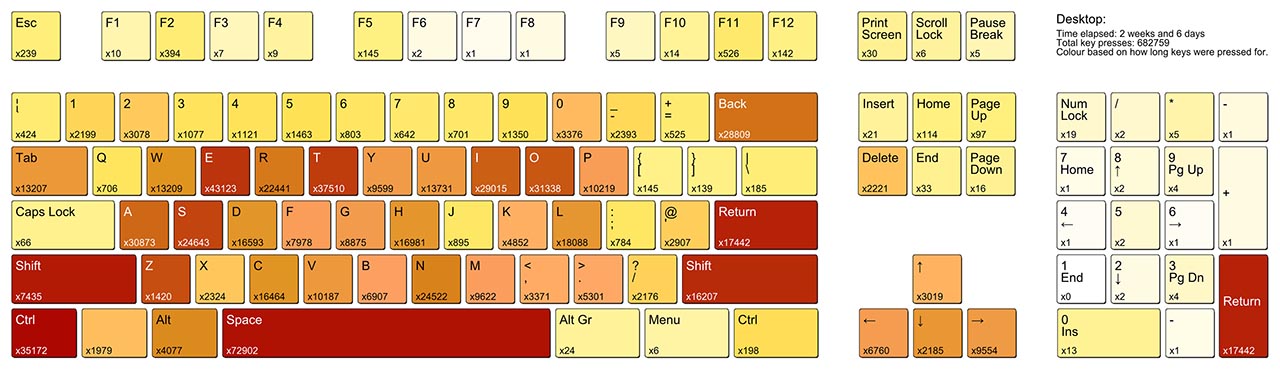 Esc F1 F2 F3 F4 F5 F6 F7 F8 F9 F10 F11 F12 Print Screen Scroll Lock Pause Break
x239 x10 x394 x7 x9 x145 x2 x1 x1 x5 x14 x526 x142 x30 x6 x5
Desktop:
Time elapsed: 2 weeks and 6 days
Total key presses: 682759
Colour based on how long keys were pressed for.
¦ 1 2 3 4 5 6 7 8 9 0 _ - + = Back Insert Home Page Up Num Lock / * -
x424 x2199 x3078 x1077 x1121 x1463 x803 x642 x701 x1350 x3376 x2393 x525 x28809 x21 x114 x97 x19 x2 x5 x1
Tab Q W E R T Y U I O P { [ } ] | \ Delete End Page Down 7 Home 8 ↑ 9 Pg Up +
x13207 x706 x13209 x43123 x22441 x37510 x9599 x13731 x29015 x31338 x10219 x145 x139 x185 x2221 x33 x16 x1 x2 x4
Caps Lock A S D F G H J K L : ; @ ' Return 4 ← 5 6 →
x66 x30873 x24643 x16593 x7978 x8875 x16981 x895 x4852 x18088 x784 x2907 x17442 x1 x2 x1 x1
Shift Z X C V B N M < , > . ? / Shift ↑ 1 End 2 ↓ 3 Pg Dn Return
x7435 x1420 x2324 x16464 x10187 x6907 x24522 x9622 x3371 x5301 x2176 x16207 x3019 x0 x2 x4
Ctrl Alt Space Alt Gr Menu Ctrl ← ↓ → 0 Ins -
x35172 x1979 x4077 x72902 x24 x6 x198 x6760 x2185 x9554 x13 x1 x17442